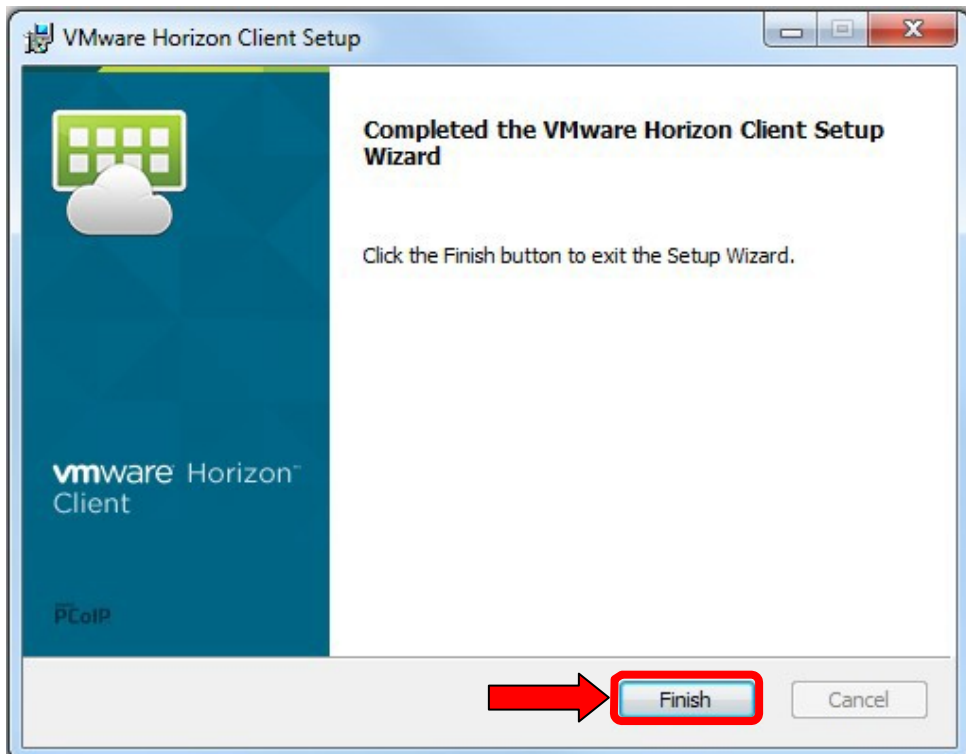 VMware Horizon Client Setup
Completed the VMware Horizon Client Setup
Wizard
Click the Finish button to exit the Setup Wizard.
vmware Horizon™
Client
PCoIP
Finish
Cancel